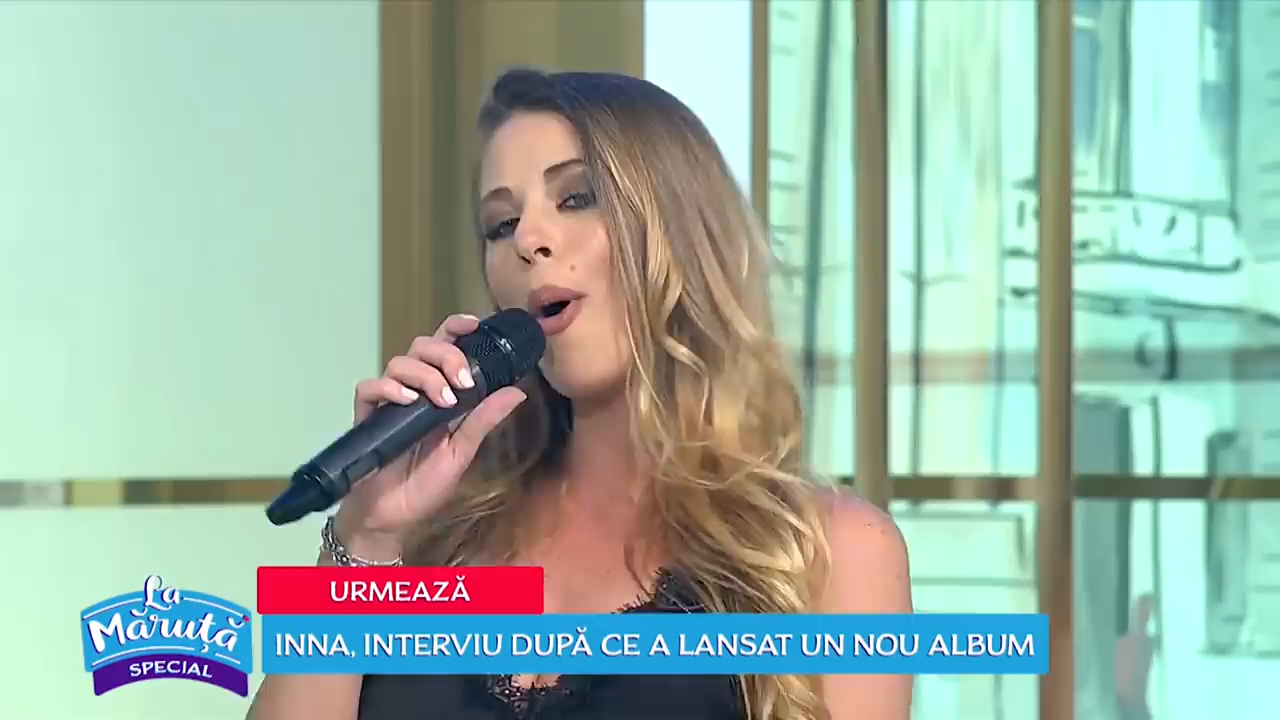 URMEAZĂ
INNA, INTERVIU DUPĂ CE A LANSAT UN NOU ALBUM
La
Măruță
SPECIAL